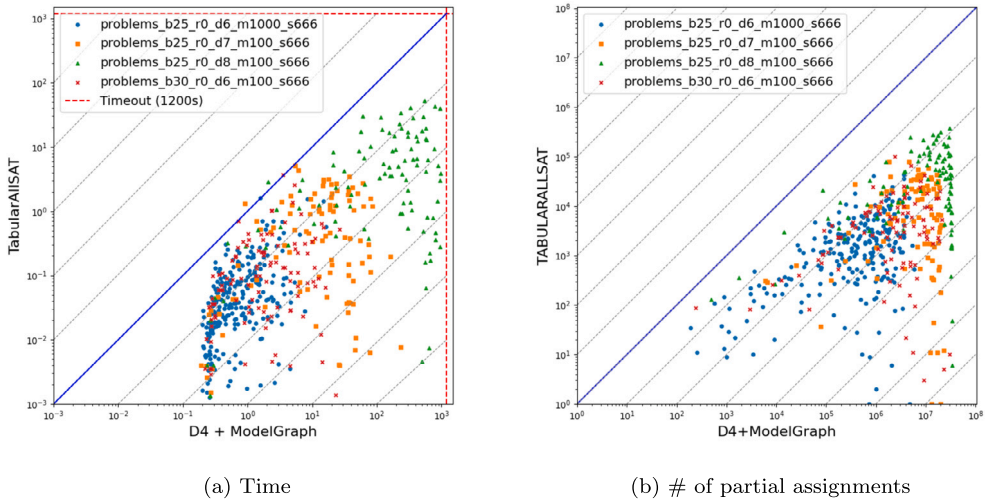 problems_b25_r0_d6_m1000_s666
problems_b25_r0_d7_m100_s666
problems_b25_r0_d8_m100_s666
problems_b30_r0_d6_m100_s666
Timeout (1200s)
10³
10²
10¹
10⁰
10⁻¹
10⁻²
10⁻³
TabularAllSAT
10⁻³ 10⁻² 10⁻¹ 10⁰ 10¹ 10² 10³
D4 + ModelGraph
(a) Time
problems_b25_r0_d6_m1000_s666
problems_b25_r0_d7_m100_s666
problems_b25_r0_d8_m100_s666
problems_b30_r0_d6_m100_s666
10⁸
10⁷
10⁶
10⁵
10⁴
10³
10²
10¹
10⁰
TABULARALLSAT
10⁰ 10¹ 10² 10³ 10⁴ 10⁵ 10⁶ 10⁷ 10⁸
D4+ModelGraph
(b) # of partial assignments